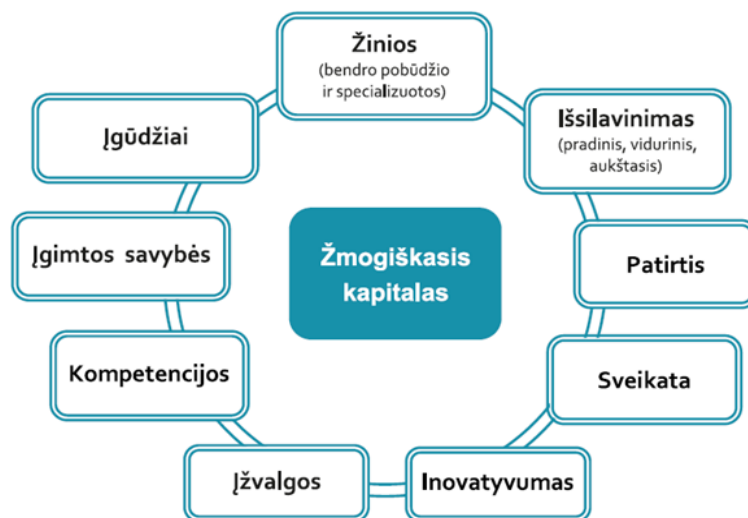 Žinios
(bendro pobūdžio
ir specializuotos)
Išsilavinimas
(pradinis, vidurinis,
aukštasis)
Patirtis
Sveikata
Inovatyvumas
Įžvalgos
Kompetencijos
Įgimtos savybės
Įgūdžiai
Žmogiškasis
kapitalas